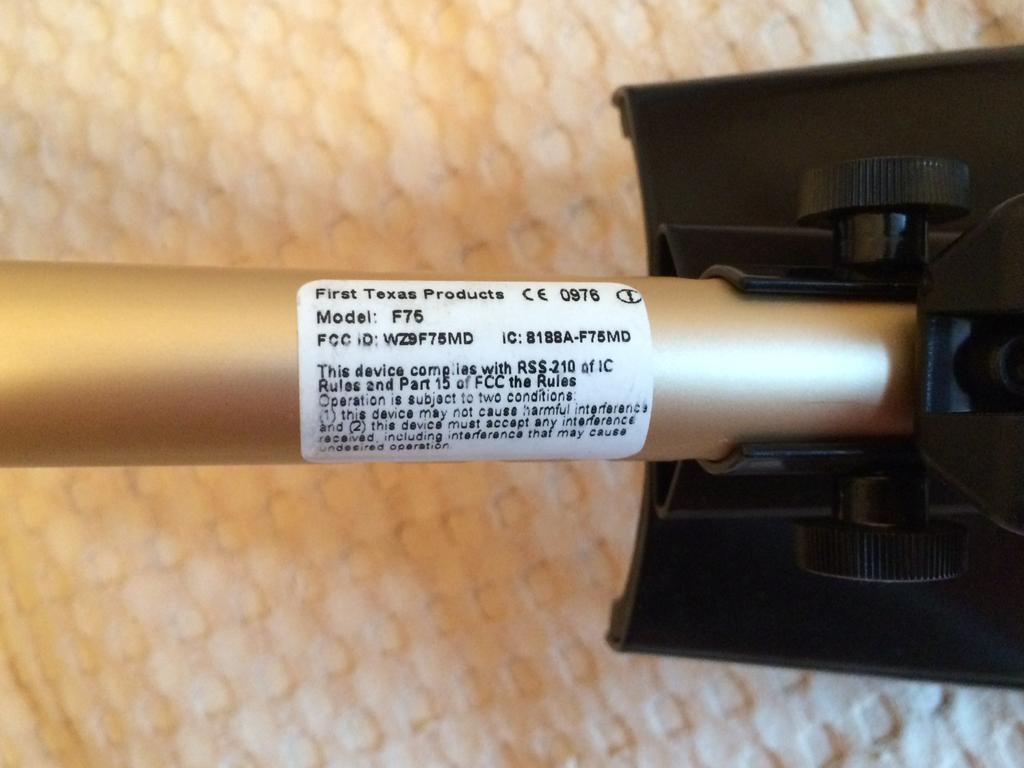 First Texas Products CE 0976
Model: F75
FCC ID: WZ9F75MD IC: 8188A-F75MD
This device complies with RSS-210 of IC
Rules and Part 15 of FCC the Rules
Operation is subject to two conditions:
(1) this device may not cause harmful interference
and (2) this device must accept any interference
received, including interference that may cause
undesired operation.